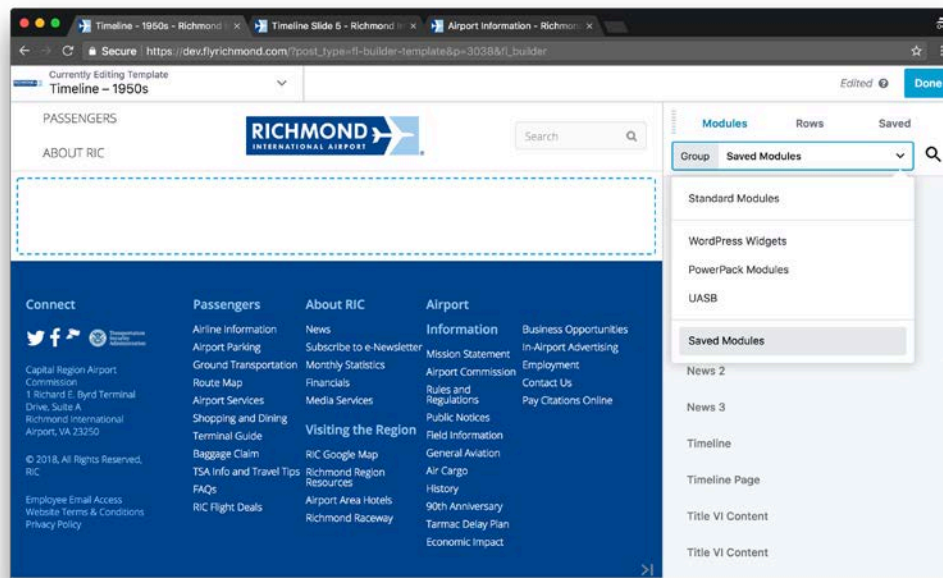 Timeline - 1950s - Richmond
Timeline Slide 5 - Richmond
Airport Information - Richmon
Secure
https://dev.flyrichmond.com/?post_type=fl-builder-template&p=3038&fl_builder
Currently Editing Template
Timeline – 1950s
Edited
Done
PASSENGERS
ABOUT RIC
RICHMOND
INTERNATIONAL AIRPORT
Search
Modules
Rows
Saved
Group
Saved Modules
Standard Modules
WordPress Widgets
PowerPack Modules
UASB
Saved Modules
News 2
News 3
Timeline
Timeline Page
Title VI Content
Title VI Content
Connect
Transportation
Security
Administration
Capital Region Airport
Commission
1 Richard E. Byrd Terminal
Drive, Suite A
Richmond International
Airport, VA 23250
© 2018, All Rights Reserved,
RIC
Employee Email Access
Website Terms & Conditions
Privacy Policy
Passengers
Airline Information
Airport Parking
Ground Transportation
Route Map
Airport Services
Shopping and Dining
Terminal Guide
Baggage Claim
TSA Info and Travel Tips
FAQs
RIC Flight Deals
About RIC
News
Subscribe to e-Newsletter
Monthly Statistics
Financials
Media Services
Visiting the Region
RIC Google Map
Richmond Region
Resources
Airport Area Hotels
Richmond Raceway
Airport
Information
Mission Statement
Airport Commission
Rules and
Regulations
Public Notices
Field Information
General Aviation
Air Cargo
History
90th Anniversary
Tarmac Delay Plan
Economic Impact
Business Opportunities
In-Airport Advertising
Employment
Contact Us
Pay Citations Online